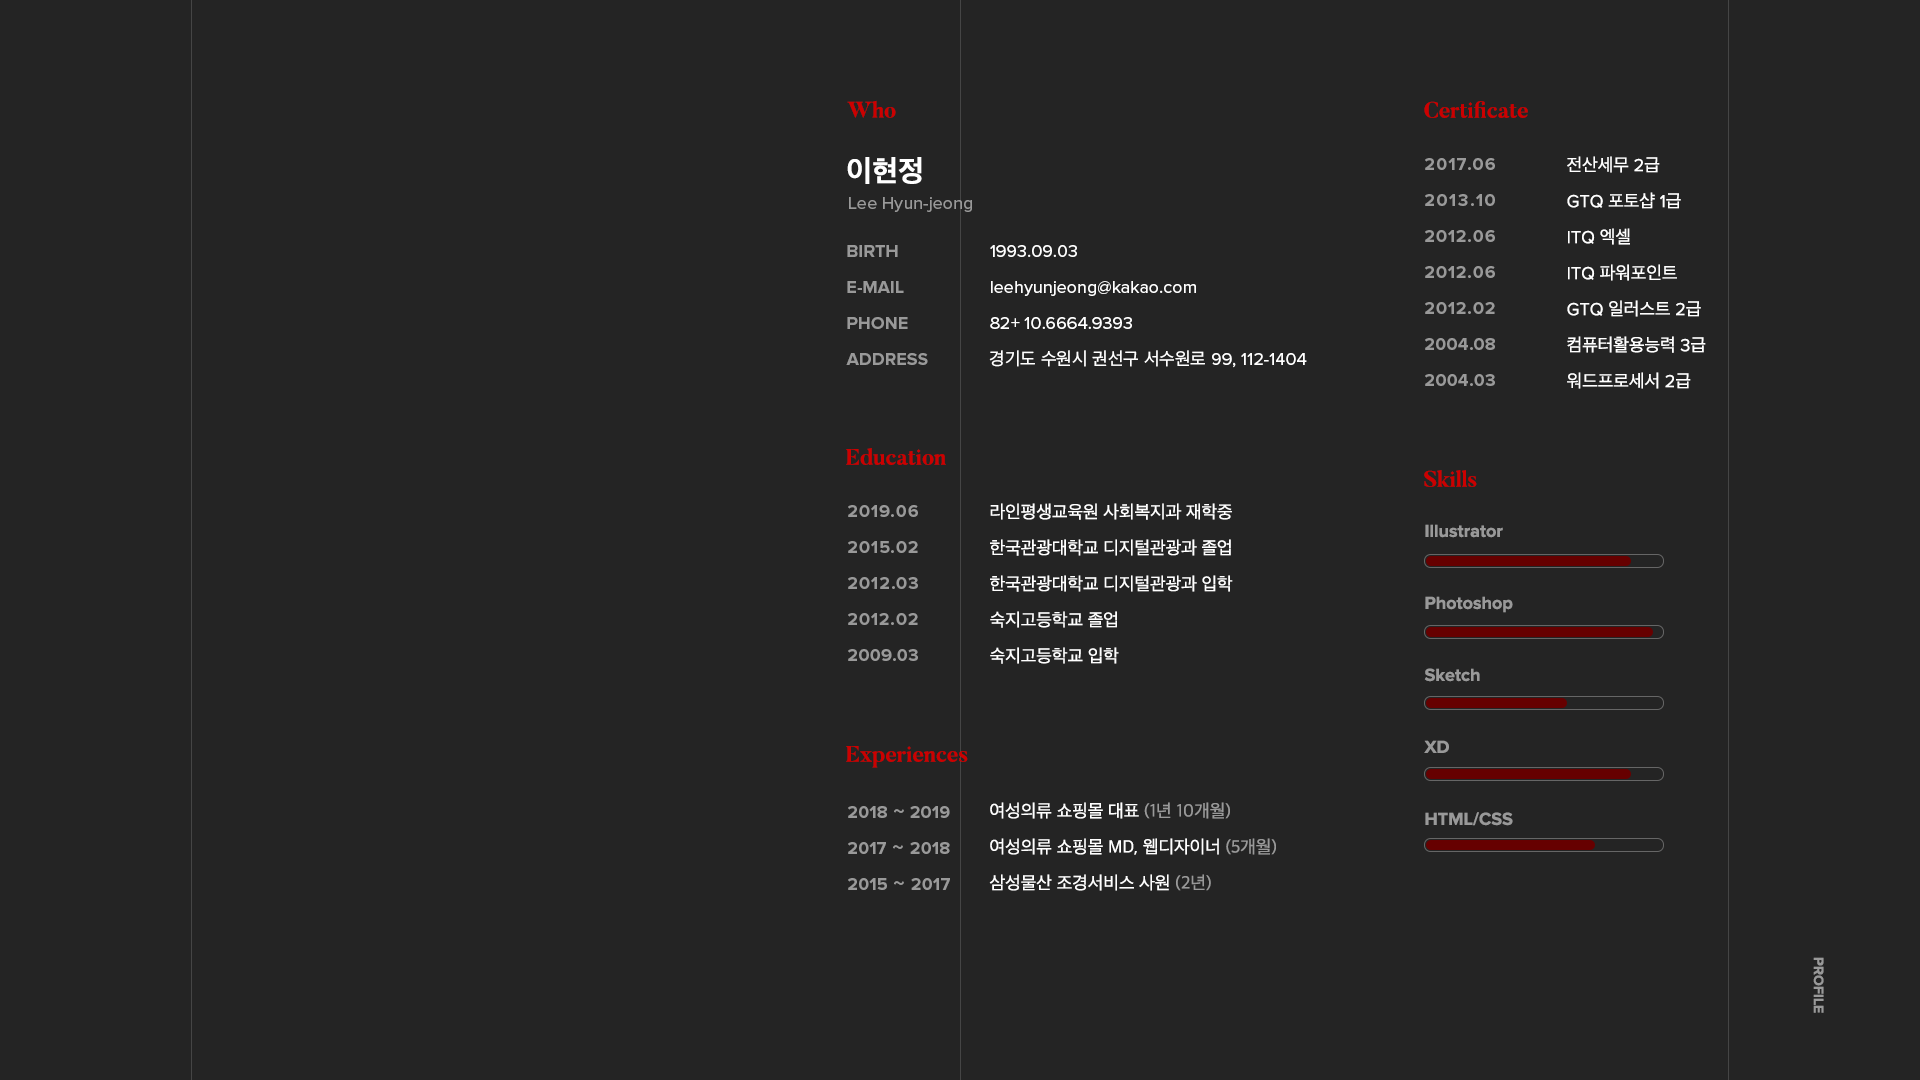 Who
이현정
Lee Hyun-jeong
BIRTH 1993.09.03
E-MAIL leehyunjeong@kakao.com
PHONE 82+ 10.6664.9393
ADDRESS 경기도 수원시 권선구 서수원로 99, 112-1404
Education
2019.06 라인평생교육원 사회복지과 재학중
2015.02 한국관광대학교 디지털관광과 졸업
2012.03 한국관광대학교 디지털관광과 입학
2012.02 숙지고등학교 졸업
2009.03 숙지고등학교 입학
Experiences
2018 ~ 2019 여성의류 쇼핑몰 대표 (1년 10개월)
2017 ~ 2018 여성의류 쇼핑몰 MD, 웹디자이너 (5개월)
2015 ~ 2017 삼성물산 조경서비스 사원 (2년)
Certificate
2017.06 전산세무 2급
2013.10 GTQ 포토샵 1급
2012.06 ITQ 엑셀
2012.06 ITQ 파워포인트
2012.02 GTQ 일러스트 2급
2004.08 컴퓨터활용능력 3급
2004.03 워드프로세서 2급
Skills
Illustrator
Photoshop
Sketch
XD
HTML/CSS
PROFILE